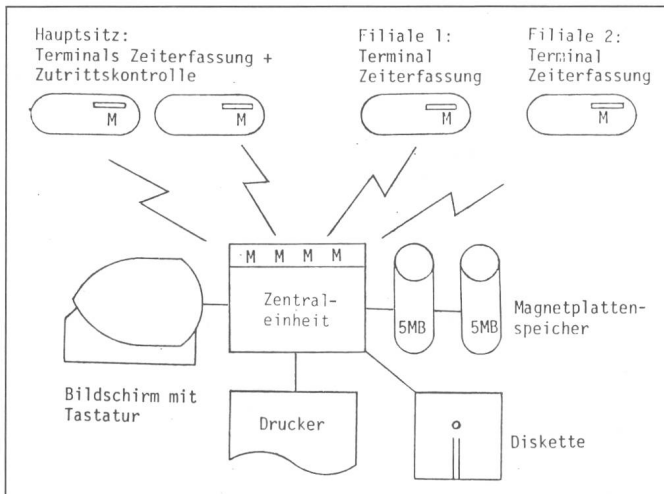 Hauptsitz:
Terminals Zeiterfassung +
Zutrittskontrolle
Filiale 1:
Terminal
Zeiterfassung
Filiale 2:
Terminal
Zeiterfassung
M
M
M
M
M M M M
Zentral-
einheit
5MB
5MB
Magnetplatten-
speicher
Bildschirm mit
Tastatur
Drucker
Diskette